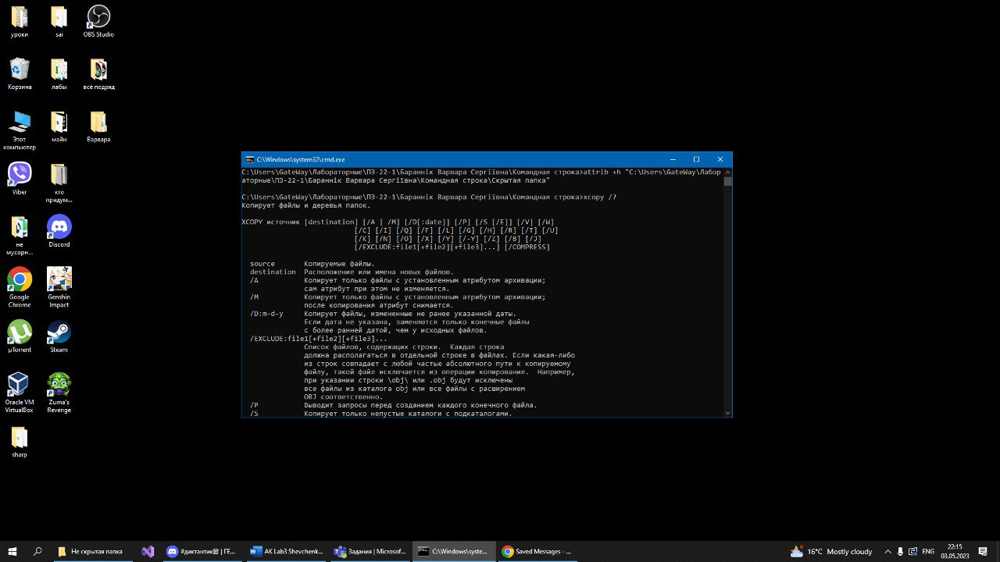 уроки
sai
OBS Studio
Корзина
лабы
всё подряд
Этот
компьютер
майн
Варвара
Viber
кто
придум...
не
мусорн...
Discord
Google
Chrome
Genshin
Impact
µTorrent
Steam
Oracle VM
VirtualBox
Zuma's
Revenge
sharp
C:\Windows\system32\cmd.exe
C:\Users\GateWay\Лабораторные\ПЗ-22-1\Бараннік Варвара Сергіївна\Командная строка>attrib +h "C:\Users\GateWay\Лабор
аторные\ПЗ-22-1\Бараннік Варвара Сергіївна\Командная строка\Скрытая папка"
C:\Users\GateWay\Лабораторные\ПЗ-22-1\Бараннік Варвара Сергіївна\Командная строка>xcopy /?
Копирует файлы и деревья папок.
XCOPY источник [destination] [/A | /M] [/D[:date]] [/P] [/S [/E]] [/V] [/W]
[/C] [/I] [/Q] [/F] [/L] [/G] [/H] [/R] [/T] [/U]
[/K] [/N] [/O] [/X] [/Y] [/-Y] [/Z] [/B] [/J]
[/EXCLUDE:file1[+file2][+file3]...] [/COMPRESS]
source Копируемые файлы.
destination Расположение или имена новых файлов.
/A Копирует только файлы с установленным атрибутом архивации;
сам атрибут при этом не изменяется.
/M Копирует только файлы с установленным атрибутом архивации;
после копирования атрибут снимается.
/D:m-d-y Копирует файлы, измененные не ранее указанной даты.
Если дата не указана, заменяются только конечные файлы
с более ранней датой, чем у исходных файлов.
/EXCLUDE:file1[+file2][+file3]...
Список файлов, содержащих строки. Каждая строка
должна располагаться в отдельной строке в файлах. Если какая-либо
из строк совпадает с любой частью абсолютного пути к копируемому
файлу, такой файл исключается из операции копирования. Например,
при указании строки \obj\ или .obj будут исключены
все файлы из каталога obj или все файлы с расширением
OBJ соответственно.
/P Выводит запросы перед созданием каждого конечного файла.
/S Копирует только непустые каталоги с подкаталогами.
Не скрытая папка
| ГЕ...
AK Lab3 Shevchenk...
Задания | Microsof...
C:\Windows\syste...
Saved Messages - ...
16°C Mostly cloudy
ENG
22:15
03.05.2023